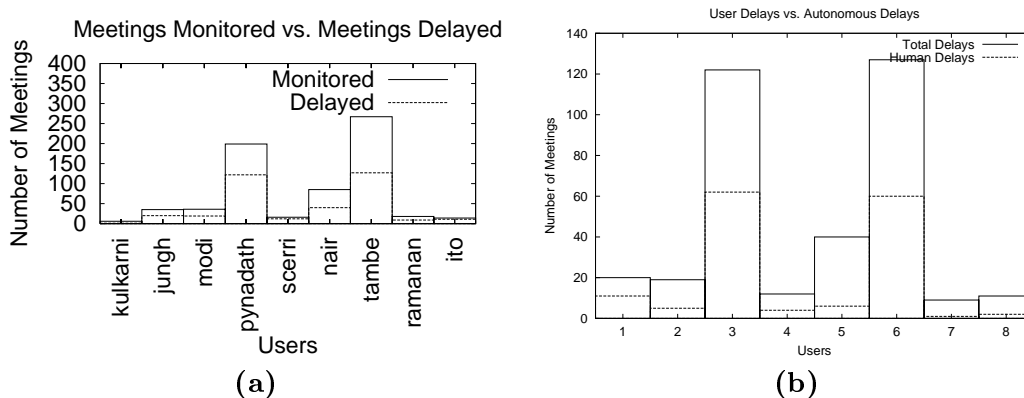 Meetings Monitored vs. Meetings Delayed
Number of Meetings
400
350
300
250
200
150
100
50
0
Monitored
Delayed
kulkarni
jungh
modi
pynadath
scerri
nair
tambe
ramanan
ito
Users
(a)
User Delays vs. Autonomous Delays
Number of Meetings
140
120
100
80
60
40
20
0
Total Delays
Human Delays
1 2 3 4 5 6 7 8
Users
(b)